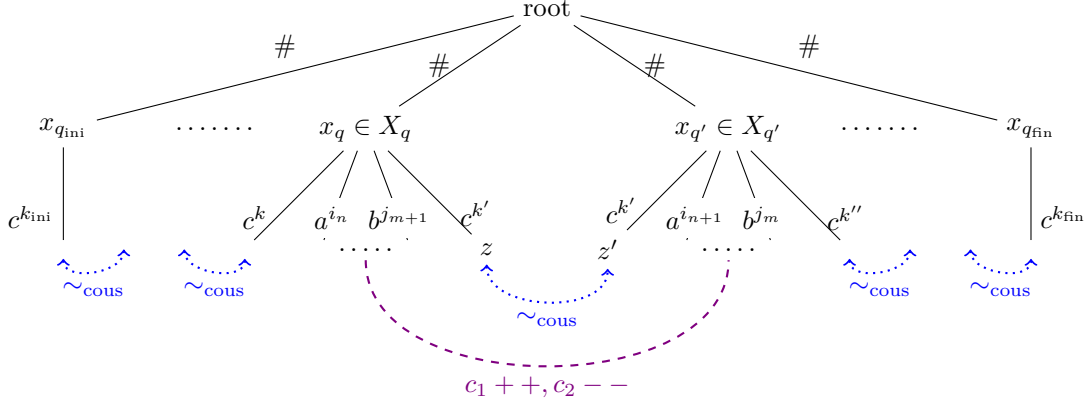 root
# # # #
x_{q_{ini}} ....... x_q ∈ X_q x_{q'} ∈ X_{q'} ....... x_{q_{fin}}
c^{k_{ini}} c^k a^{i_n} b^{j_{m+1}} c^{k'} c^{k'} a^{i_{n+1}} b^{j_m} c^{k''} c^{k_{fin}}
..... z z' .....
∼_{cous} ∼_{cous} ∼_{cous} ∼_{cous}
∼_{cous}
c_1 + +, c_2 − −